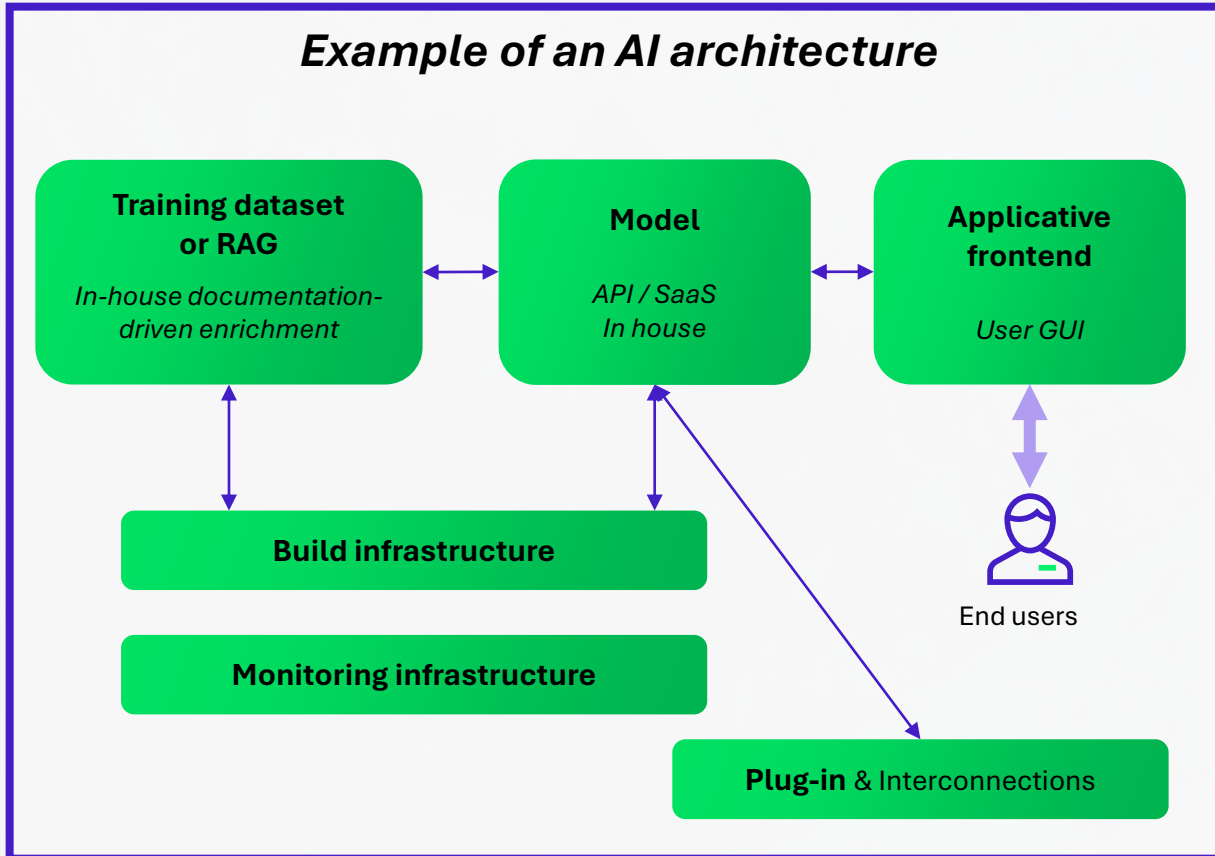 Example of an AI architecture
Training dataset
or RAG
In-house documentation-
driven enrichment
Model
API / SaaS
In house
Applicative
frontend
User GUI
Build infrastructure
End users
Monitoring infrastructure
Plug-in & Interconnections